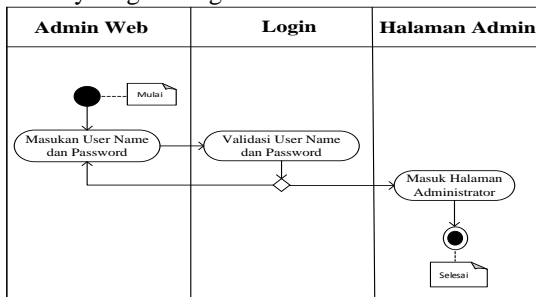 Admin Web
Login
Halaman Admin
Mulai
Masukan User Name
dan Password
Validasi User Name
dan Password
Masuk Halaman
Administrator
Selesai